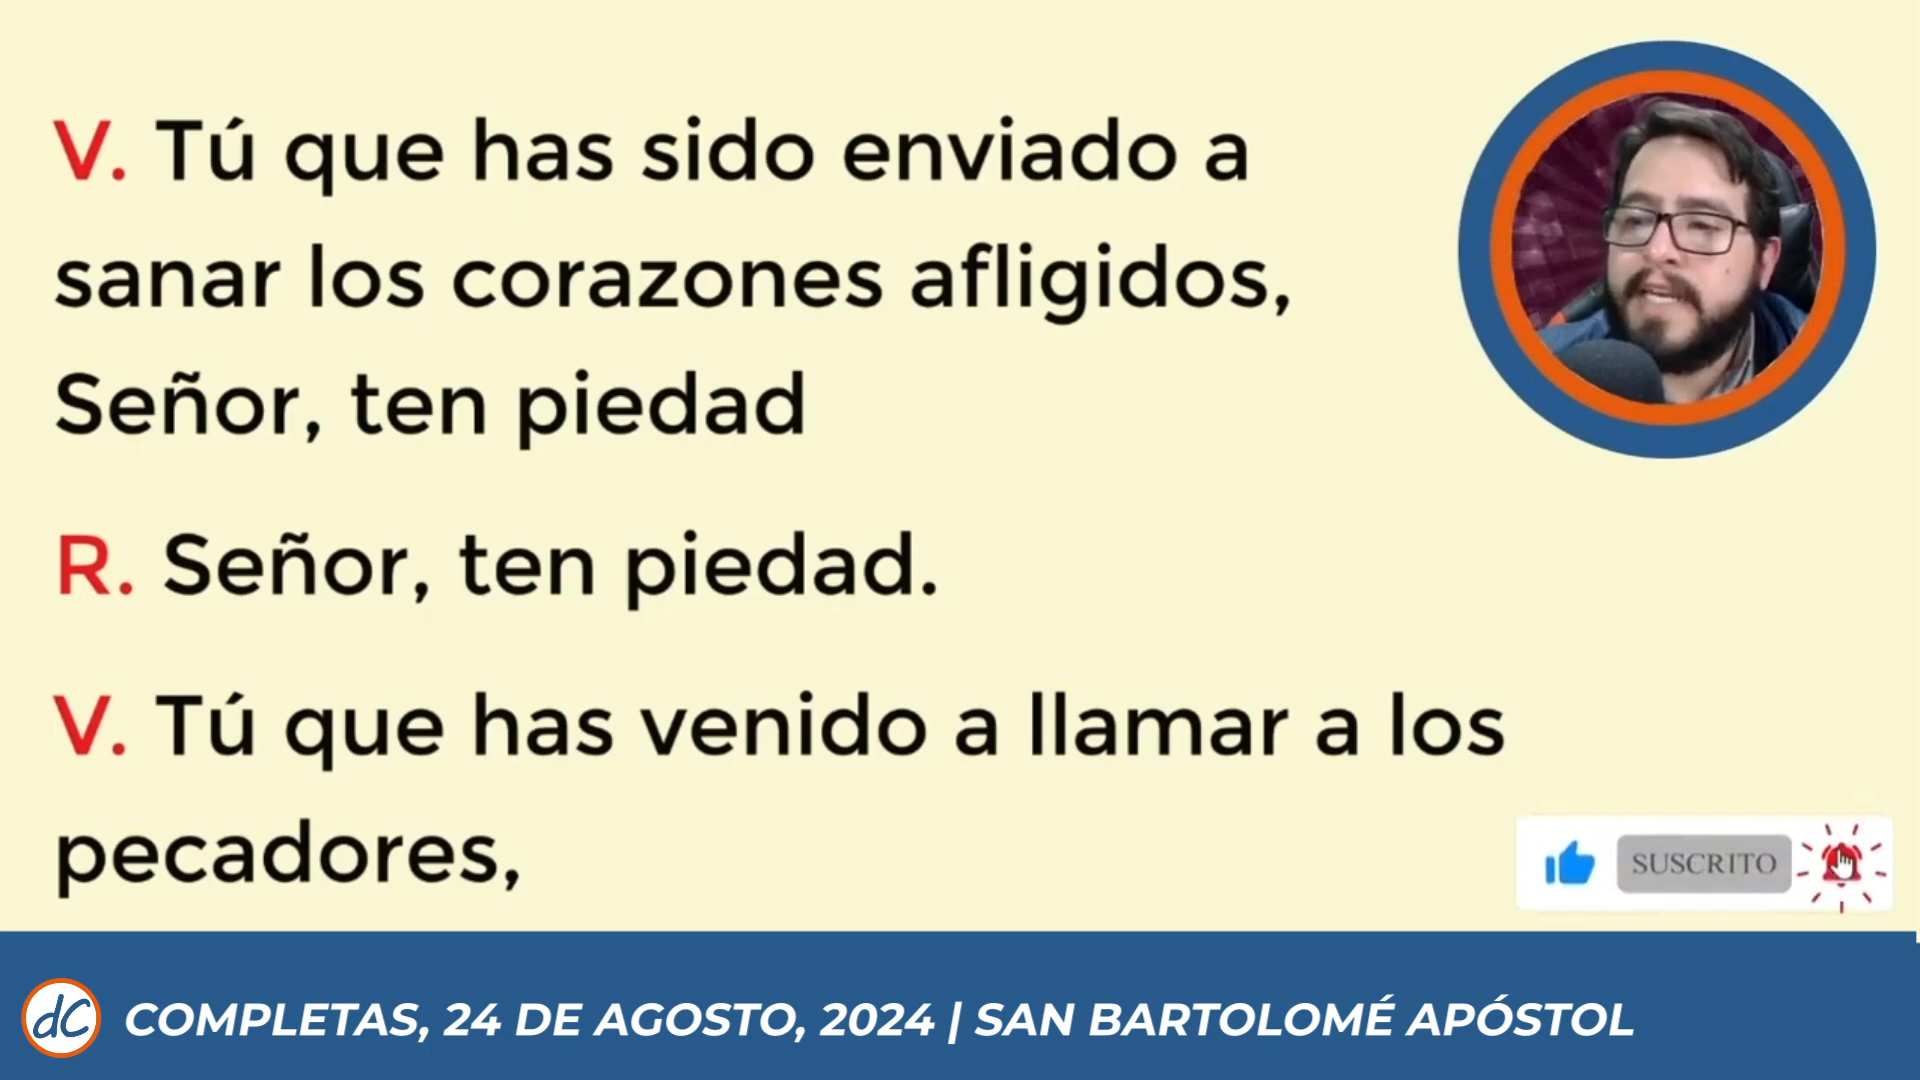 V. Tú que has sido enviado a
sanar los corazones afligidos,
Señor, ten piedad
R. Señor, ten piedad.
V. Tú que has venido a llamar a los
pecadores,
SUSCRITO
dC COMPLETAS, 24 DE AGOSTO, 2024 | SAN BARTOLOMÉ APÓSTOL